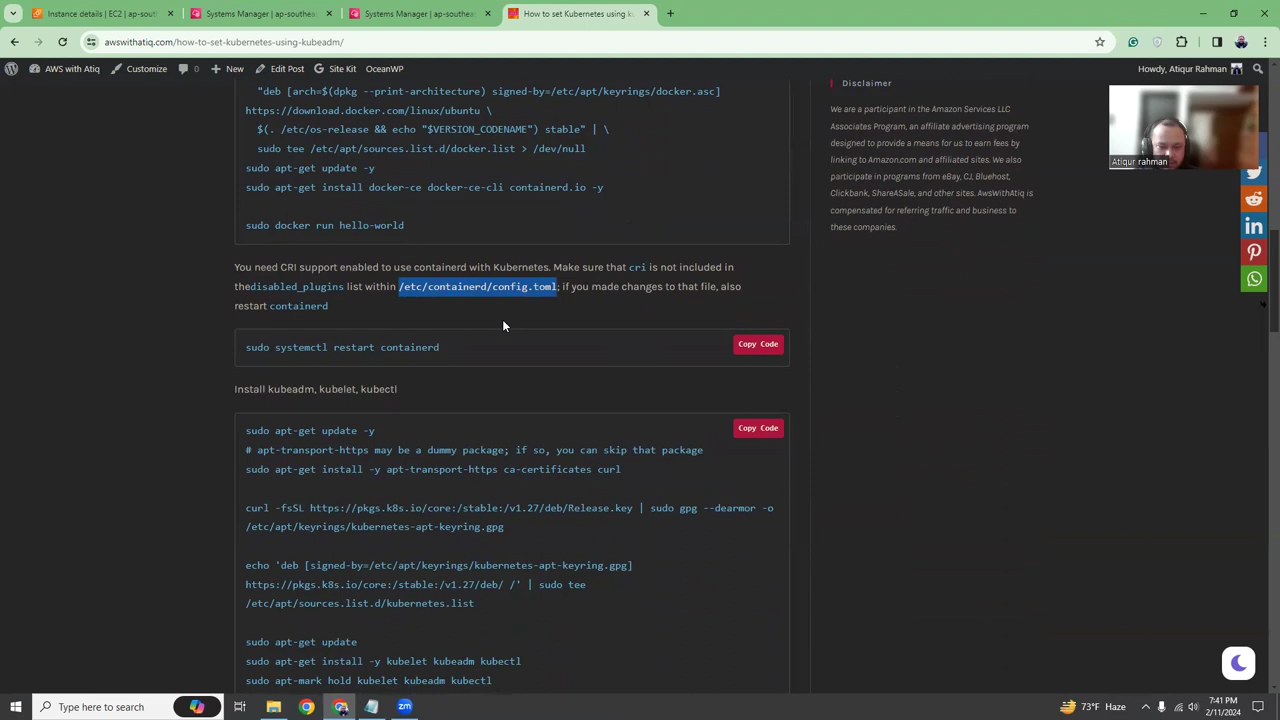 Instance details | EC2 | ap-sout
Systems Manager | ap-southeas
Systems Manager | ap-southeas
How to set Kubernetes using ku
awswithatiq.com/how-to-set-kubernetes-using-kubeadm/
AWS with Atiq
Customize
0
New
Edit Post
Site Kit
OceanWP
Howdy, Atiqur rahman
"deb [arch=$(dpkg --print-architecture) signed-by=/etc/apt/keyrings/docker.asc]
https://download.docker.com/linux/ubuntu \
$(. /etc/os-release && echo "$VERSION_CODENAME") stable" | \
sudo tee /etc/apt/sources.list.d/docker.list > /dev/null
sudo apt-get update -y
sudo apt-get install docker-ce docker-ce-cli containerd.io -y
sudo docker run hello-world
You need CRI support enabled to use containerd with Kubernetes. Make sure that cri is not included in
thedisabled_plugins list within /etc/containerd/config.toml; if you made changes to that file, also
restart containerd
sudo systemctl restart containerd
Copy Code
Install kubeadm, kubelet, kubectl
Copy Code
sudo apt-get update -y
# apt-transport-https may be a dummy package; if so, you can skip that package
sudo apt-get install -y apt-transport-https ca-certificates curl
curl -fsSL https://pkgs.k8s.io/core:/stable:/v1.27/deb/Release.key | sudo gpg --dearmor -o
/etc/apt/keyrings/kubernetes-apt-keyring.gpg
echo 'deb [signed-by=/etc/apt/keyrings/kubernetes-apt-keyring.gpg]
https://pkgs.k8s.io/core:/stable:/v1.27/deb/ /' | sudo tee
/etc/apt/sources.list.d/kubernetes.list
sudo apt-get update
sudo apt-get install -y kubelet kubeadm kubectl
sudo apt-mark hold kubelet kubeadm kubectl
Disclaimer
We are a participant in the Amazon Services LLC
Associates Program, an affiliate advertising program
designed to provide a means for us to earn fees by
linking to Amazon.com and affiliated sites. We also
participate in programs from eBay, CJ, Bluehost,
Clickbank, ShareASale, and other sites. AwsWithAtiq is
compensated for referring traffic and business to
these companies.
Atiqur rahman
Type here to search
73°F Haze
7:41 PM
2/11/2024